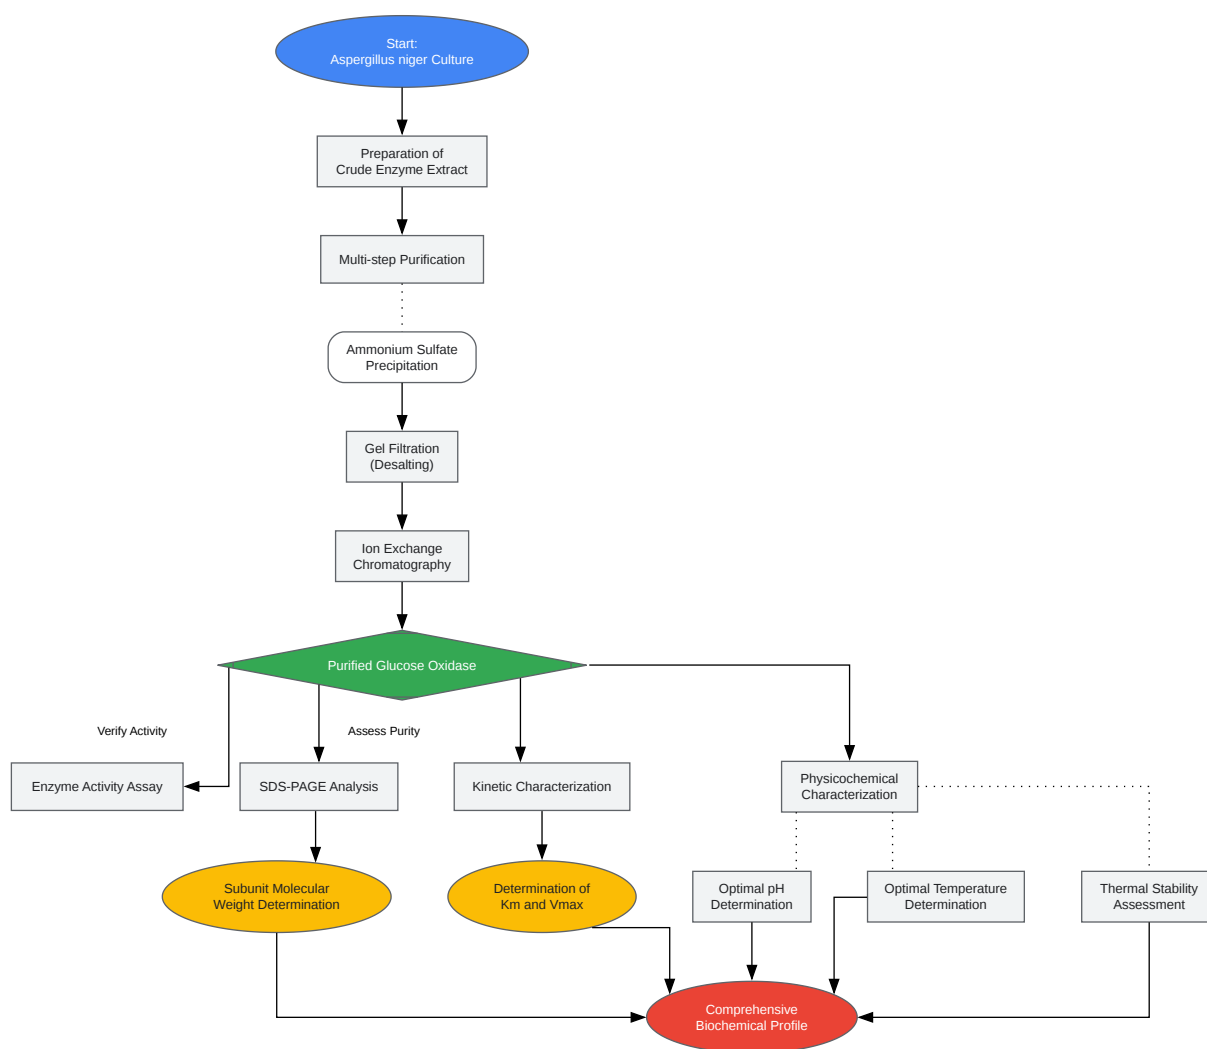 Start:
Aspergillus niger Culture
Preparation of
Crude Enzyme Extract
Multi-step Purification
Ammonium Sulfate
Precipitation
Gel Filtration
(Desalting)
Ion Exchange
Chromatography
Purified Glucose Oxidase
Verify Activity
Assess Purity
Enzyme Activity Assay
SDS-PAGE Analysis
Kinetic Characterization
Physicochemical
Characterization
Subunit Molecular
Weight Determination
Determination of
Km and Vmax
Optimal pH
Determination
Optimal Temperature
Determination
Thermal Stability
Assessment
Comprehensive
Biochemical Profile